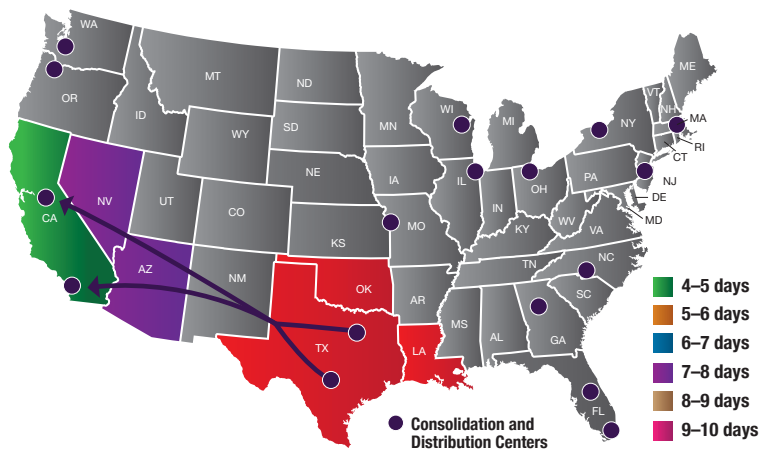 WA
ME
MT
ND
VT
OR
NH
ID
MN
WI
MI
NY
MA
WY
SD
RI
CT
NE
IA
PA
NV
UT
IL
OH
NJ
CA
CO
IN
DE
WV
MD
KS
MO
KY
VA
AZ
NM
OK
TN
NC
AR
SC
TX
LA
MS
AL
GA
FL
4–5 days
5–6 days
6–7 days
7–8 days
8–9 days
9–10 days
Consolidation and
Distribution Centers